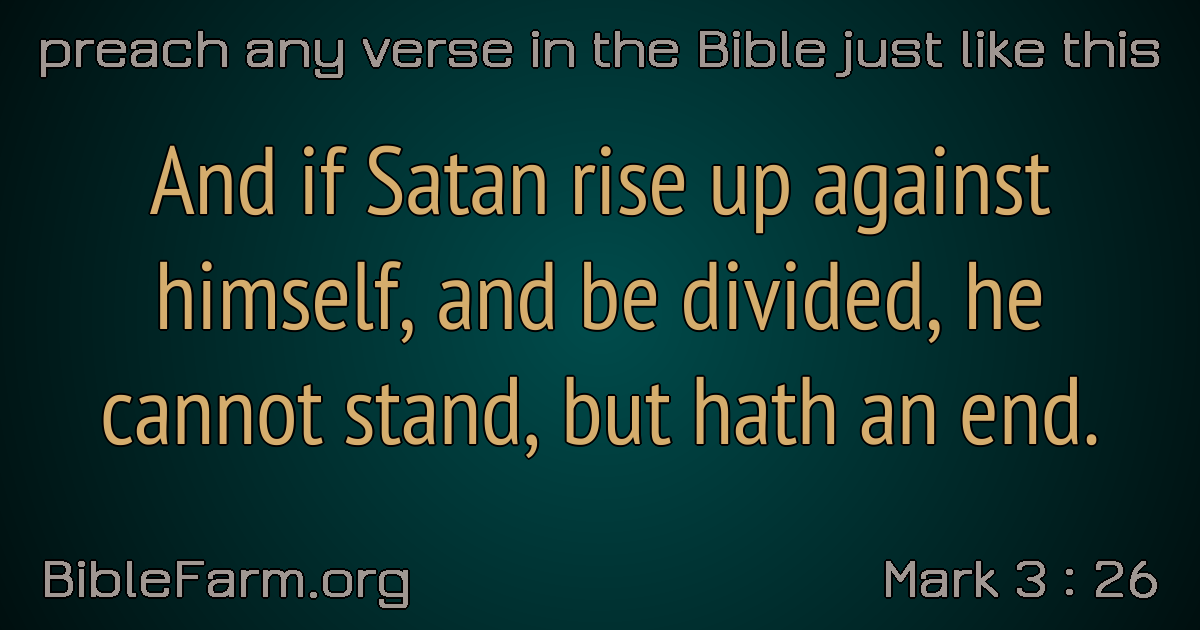 preach any verse in the Bible just like this
And if Satan rise up against
himself, and be divided, he
cannot stand, but hath an end.
BibleFarm.org
Mark 3 : 26